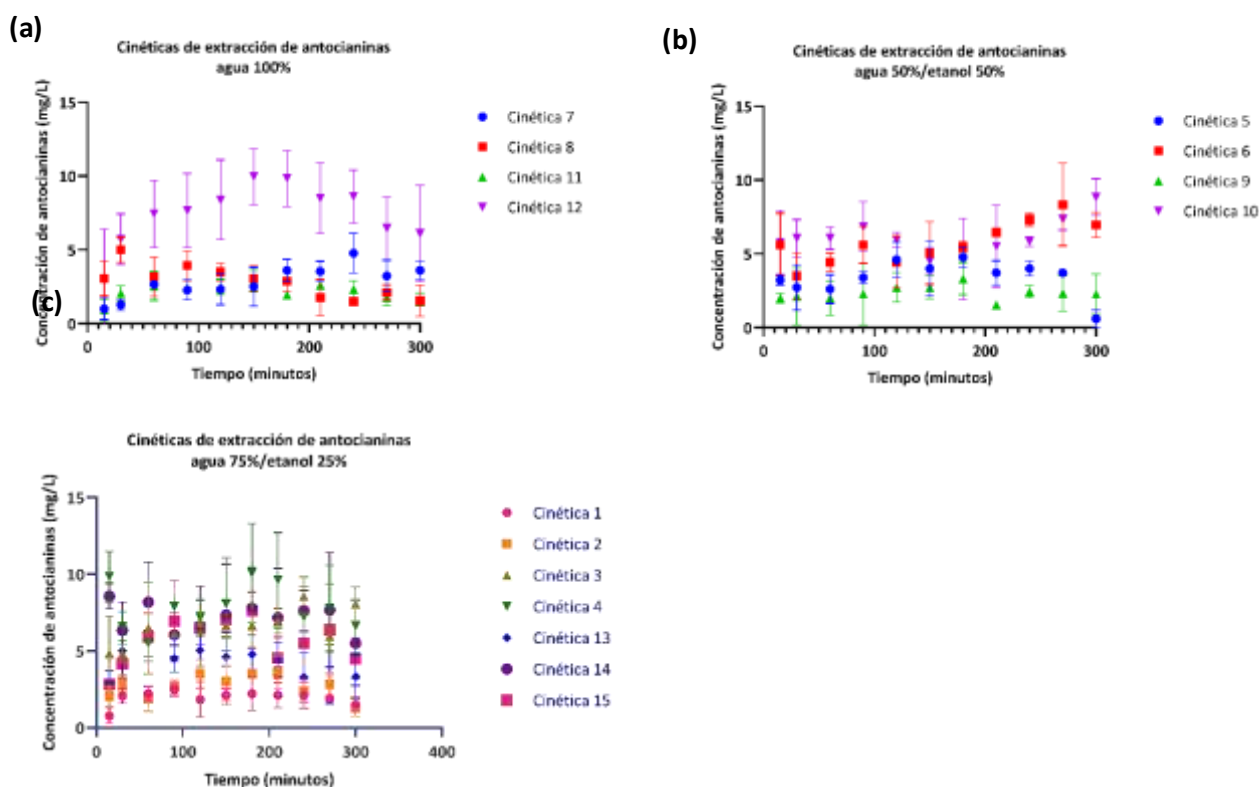 (a)
Cinéticas de extracción de antocianinas
agua 100%
Concentración de antocianinas (mg/L)
15
10
5
0
0
100
200
300
Tiempo (minutos)
Cinética 7
Cinética 8
Cinética 11
Cinética 12
(b)
Cinéticas de extracción de antocianinas
agua 50%/etanol 50%
Concentración de antocianinas (mg/L)
15
10
5
0
0
100
200
300
Tiempo (minutos)
Cinética 5
Cinética 6
Cinética 9
Cinética 10
(c)
Cinéticas de extracción de antocianinas
agua 75%/etanol 25%
Concentración de antocianinas (mg/L)
15
10
5
0
0
100
200
300
400
Tiempo (minutos)
Cinética 1
Cinética 2
Cinética 3
Cinética 4
Cinética 13
Cinética 14
Cinética 15